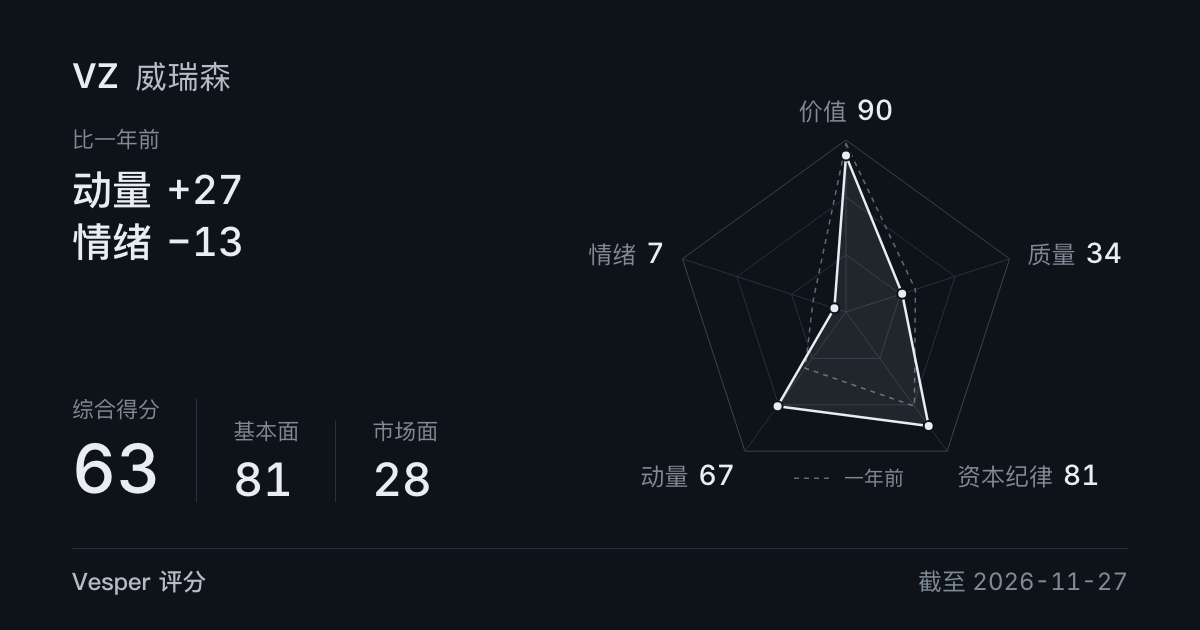 VZ 威瑞森
比一年前
动量 +27
情绪 −13
价值 90
情绪 7
质量 34
动量 67
一年前
资本纪律 81
综合得分
63
基本面
81
市场面
28
Vesper 评分
截至 2026-11-27